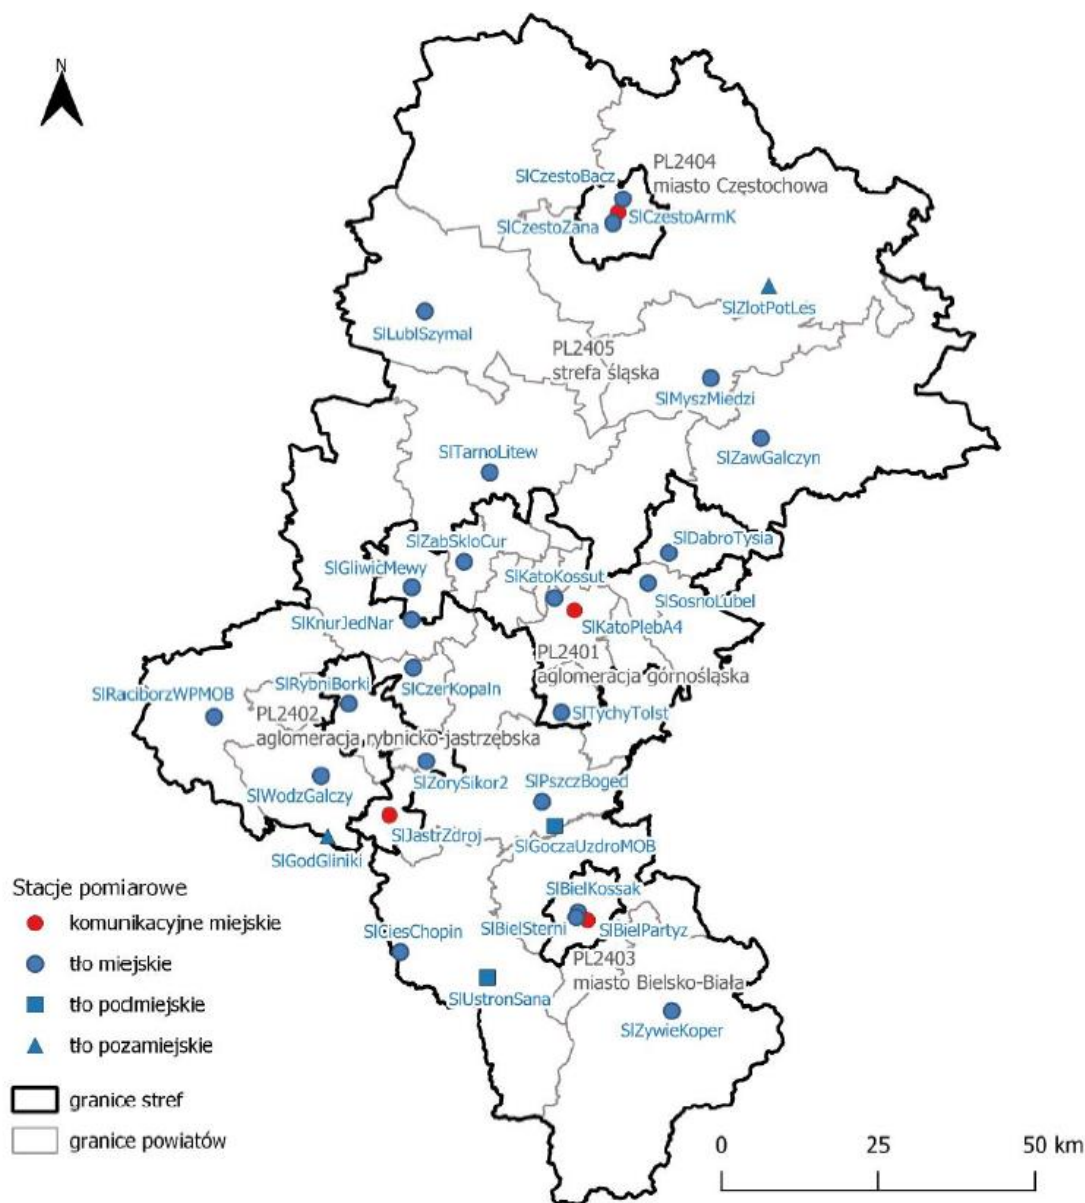 N
PL2404
miasto Częstochowa
SlCzestoBacz
SlCzestoArmK
SlCzestoZana
SlZlotPotLes
SlLublSzymal
PL2405
strefa śląska
SlMyszMiedzi
SlZawGalczyn
SlTarnoLitew
SlDabroTysia
SlZabSkloCur
SlGliwicMewy
SlKatoKossut
SlSosnoLubel
SlKnurJedNar
SlKatoPlebA4
PL2401
aglomeracja górnośląska
SlRybniBorki
SlCzerKopaln
SlRaciborzWPMOB
PL2402
SlTychyTolst
aglomeracja rybnicko-jastrzębska
SlZorySikor2
SlPszczBoged
SlWodzGalczy
SlJastrZdroj
SlGoczaUzdroMOB
SlGodGliniki
Stacje pomiarowe
SlBielKossak
komunikacyjne miejskie
SlCiesChopin
SlBielSterni
SlBielPartyz
PL2403
miasto Bielsko-Biała
tło miejskie
SlUstronSana
tło podmiejskie
SlZywieKoper
tło pozamiejskie
granice stref
granice powiatów
0 25 50 km